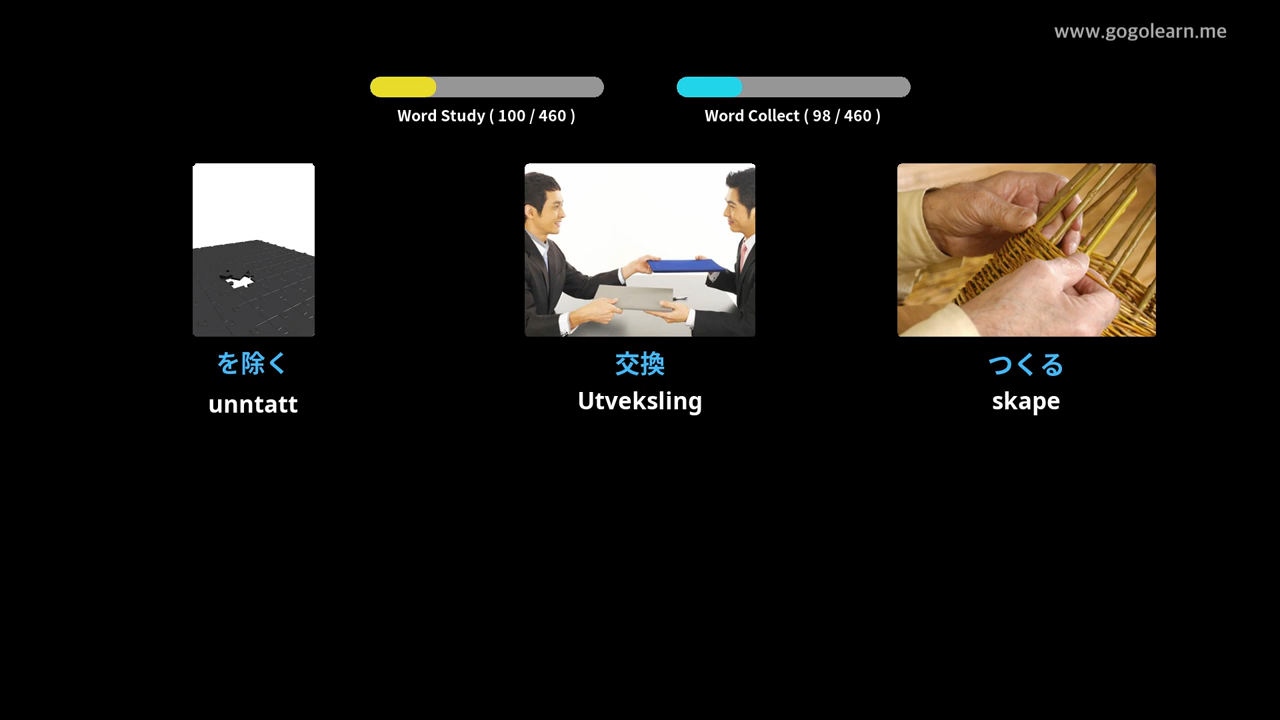 www.gogolearn.me
Word Study ( 100 / 460 )
Word Collect ( 98 / 460 )
を除く
unntatt
交換
Utveksling
つくる
skape